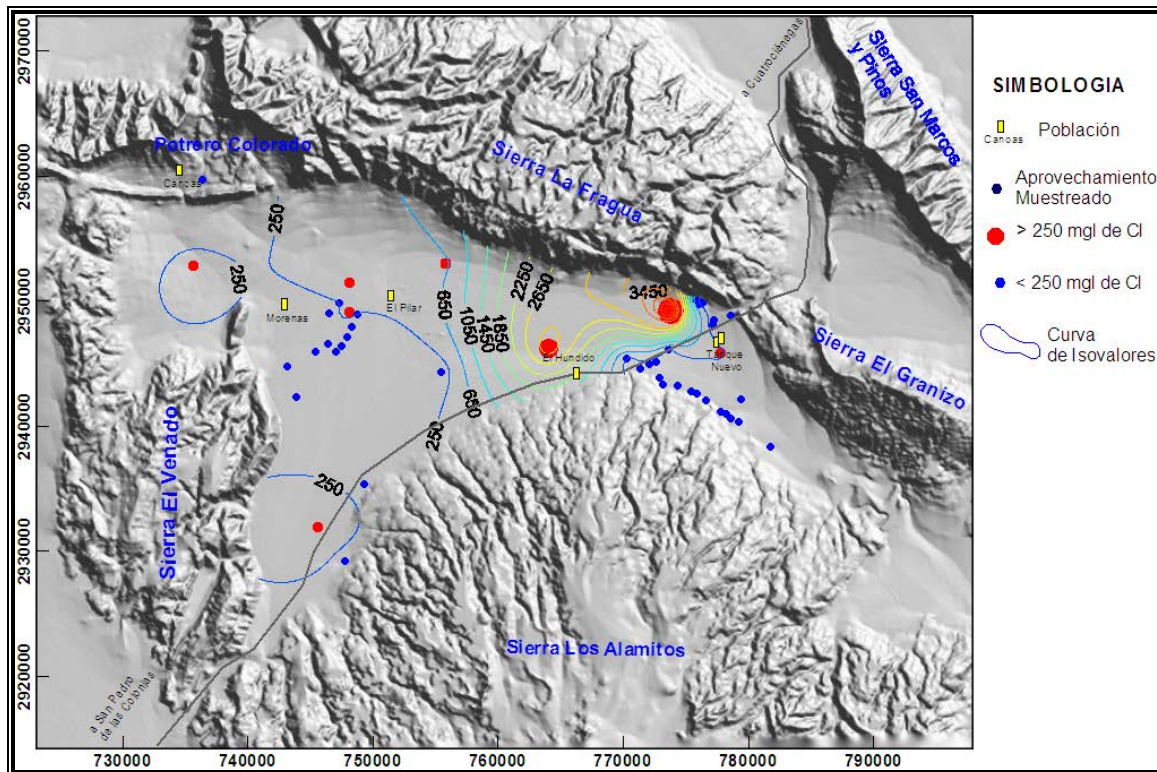 2970000
2960000
2950000
2940000
2930000
2920000
a Cuatrociénegas
Sierra San Marcos
y Pinos
Potrero Colorado
Canoas
Sierra La Fragua
250
250
250
250
250
Morenas
El Pilar
650
650
1050
1450
1850
2250
2650
3450
El Hundido
Tanque
Nuevo
Sierra El Granizo
Sierra El Venado
Sierra Los Alamitos
a San Pedro
de las Colonias
730000
740000
750000
760000
770000
780000
790000
SIMBOLOGIA
Canoas
Población
Aprovechamiento
Muestreado
> 250 mgl de Cl
< 250 mgl de Cl
Curva
de Isovalores